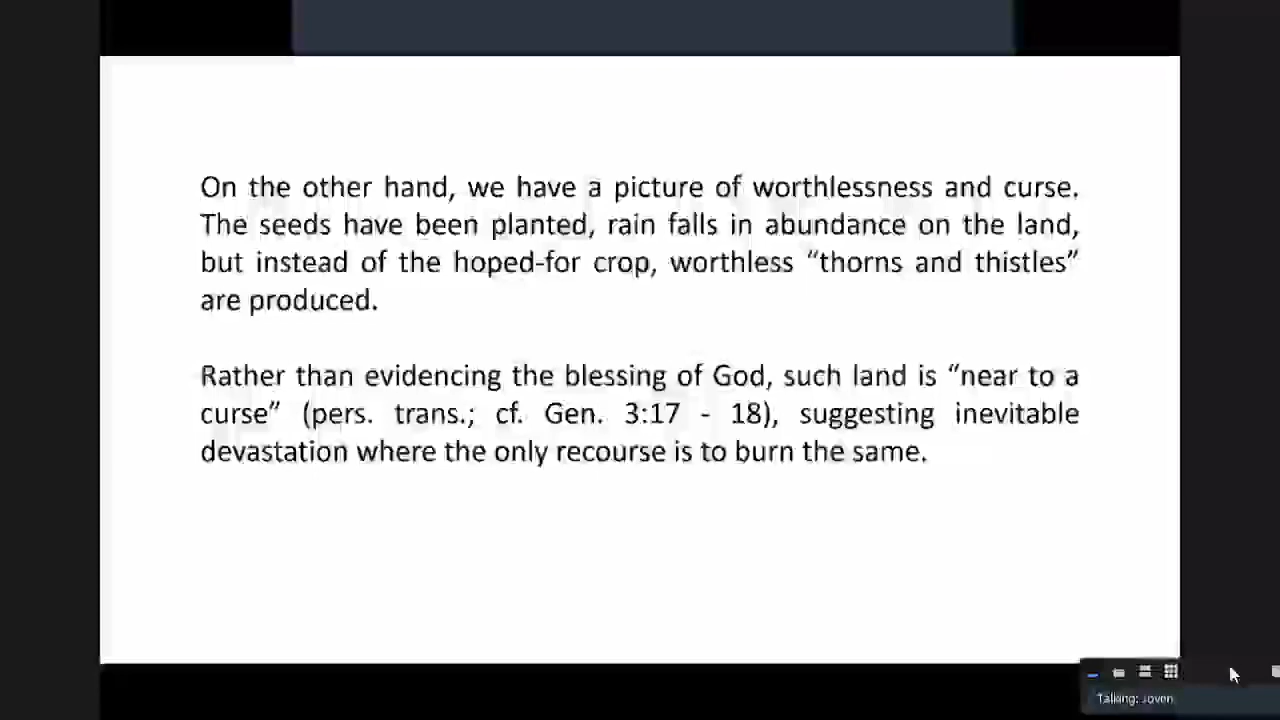 On the other hand, we have a picture of worthlessness and curse.
The seeds have been planted, rain falls in abundance on the land,
but instead of the hoped-for crop, worthless “thorns and thistles”
are produced.
Rather than evidencing the blessing of God, such land is “near to a
curse” (pers. trans.; cf. Gen. 3:17 - 18), suggesting inevitable
devastation where the only recourse is to burn the same.
Talking: Joven